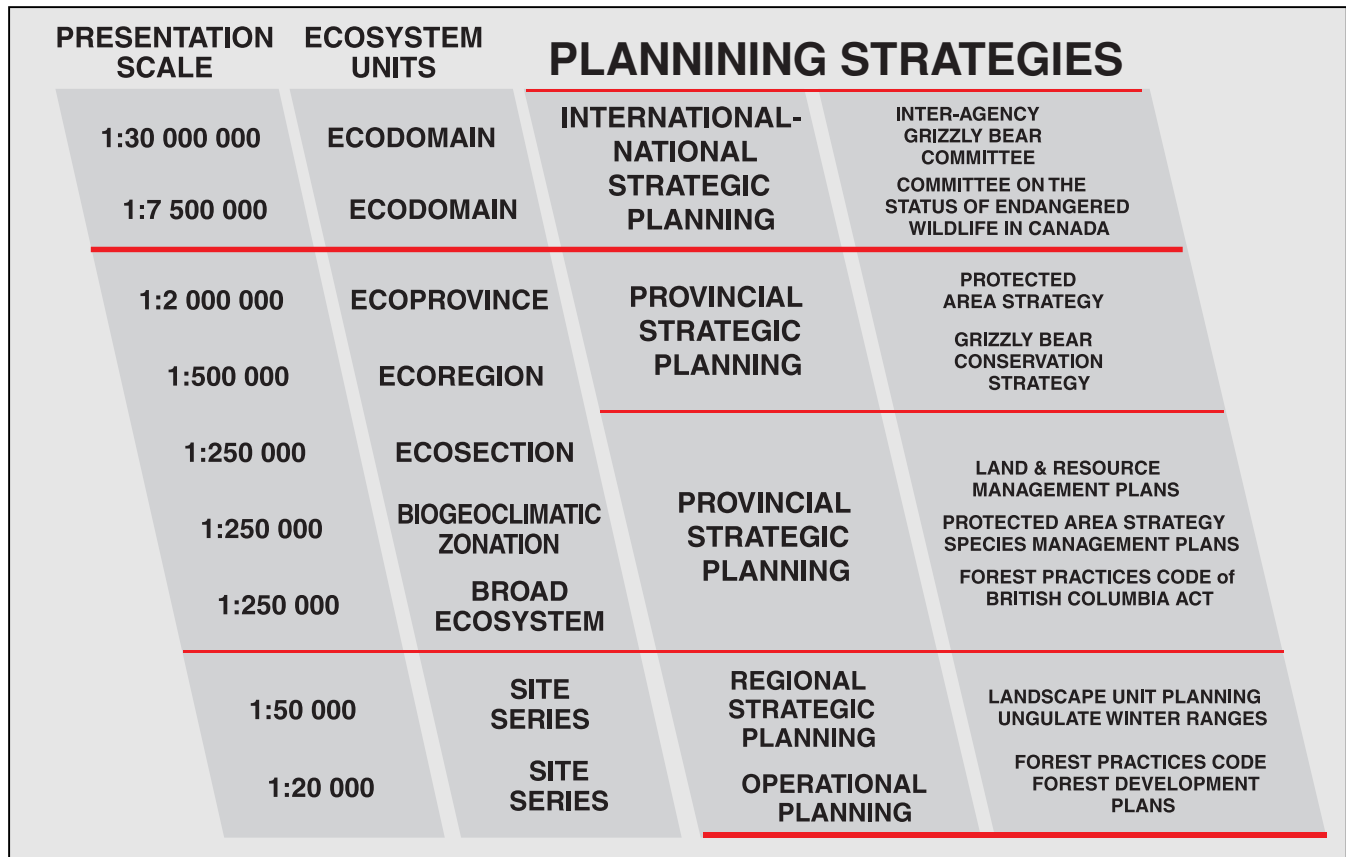 PRESENTATION
SCALE
ECOSYSTEM
UNITS
PLANNINING STRATEGIES
1:30 000 000
ECODOMAIN
1:7 500 000
ECODOMAIN
INTERNATIONAL-
NATIONAL
STRATEGIC
PLANNING
INTER-AGENCY
GRIZZLY BEAR
COMMITTEE
COMMITTEE ON THE
STATUS OF ENDANGERED
WILDLIFE IN CANADA
1:2 000 000
ECOPROVINCE
1:500 000
ECOREGION
PROVINCIAL
STRATEGIC
PLANNING
PROTECTED
AREA STRATEGY
GRIZZLY BEAR
CONSERVATION
STRATEGY
1:250 000
ECOSECTION
1:250 000
BIOGEOCLIMATIC
ZONATION
1:250 000
BROAD
ECOSYSTEM
PROVINCIAL
STRATEGIC
PLANNING
LAND & RESOURCE
MANAGEMENT PLANS
PROTECTED AREA STRATEGY
SPECIES MANAGEMENT PLANS
FOREST PRACTICES CODE of
BRITISH COLUMBIA ACT
1:50 000
SITE
SERIES
REGIONAL
STRATEGIC
PLANNING
LANDSCAPE UNIT PLANNING
UNGULATE WINTER RANGES
1:20 000
SITE
SERIES
OPERATIONAL
PLANNING
FOREST PRACTICES CODE
FOREST DEVELOPMENT
PLANS